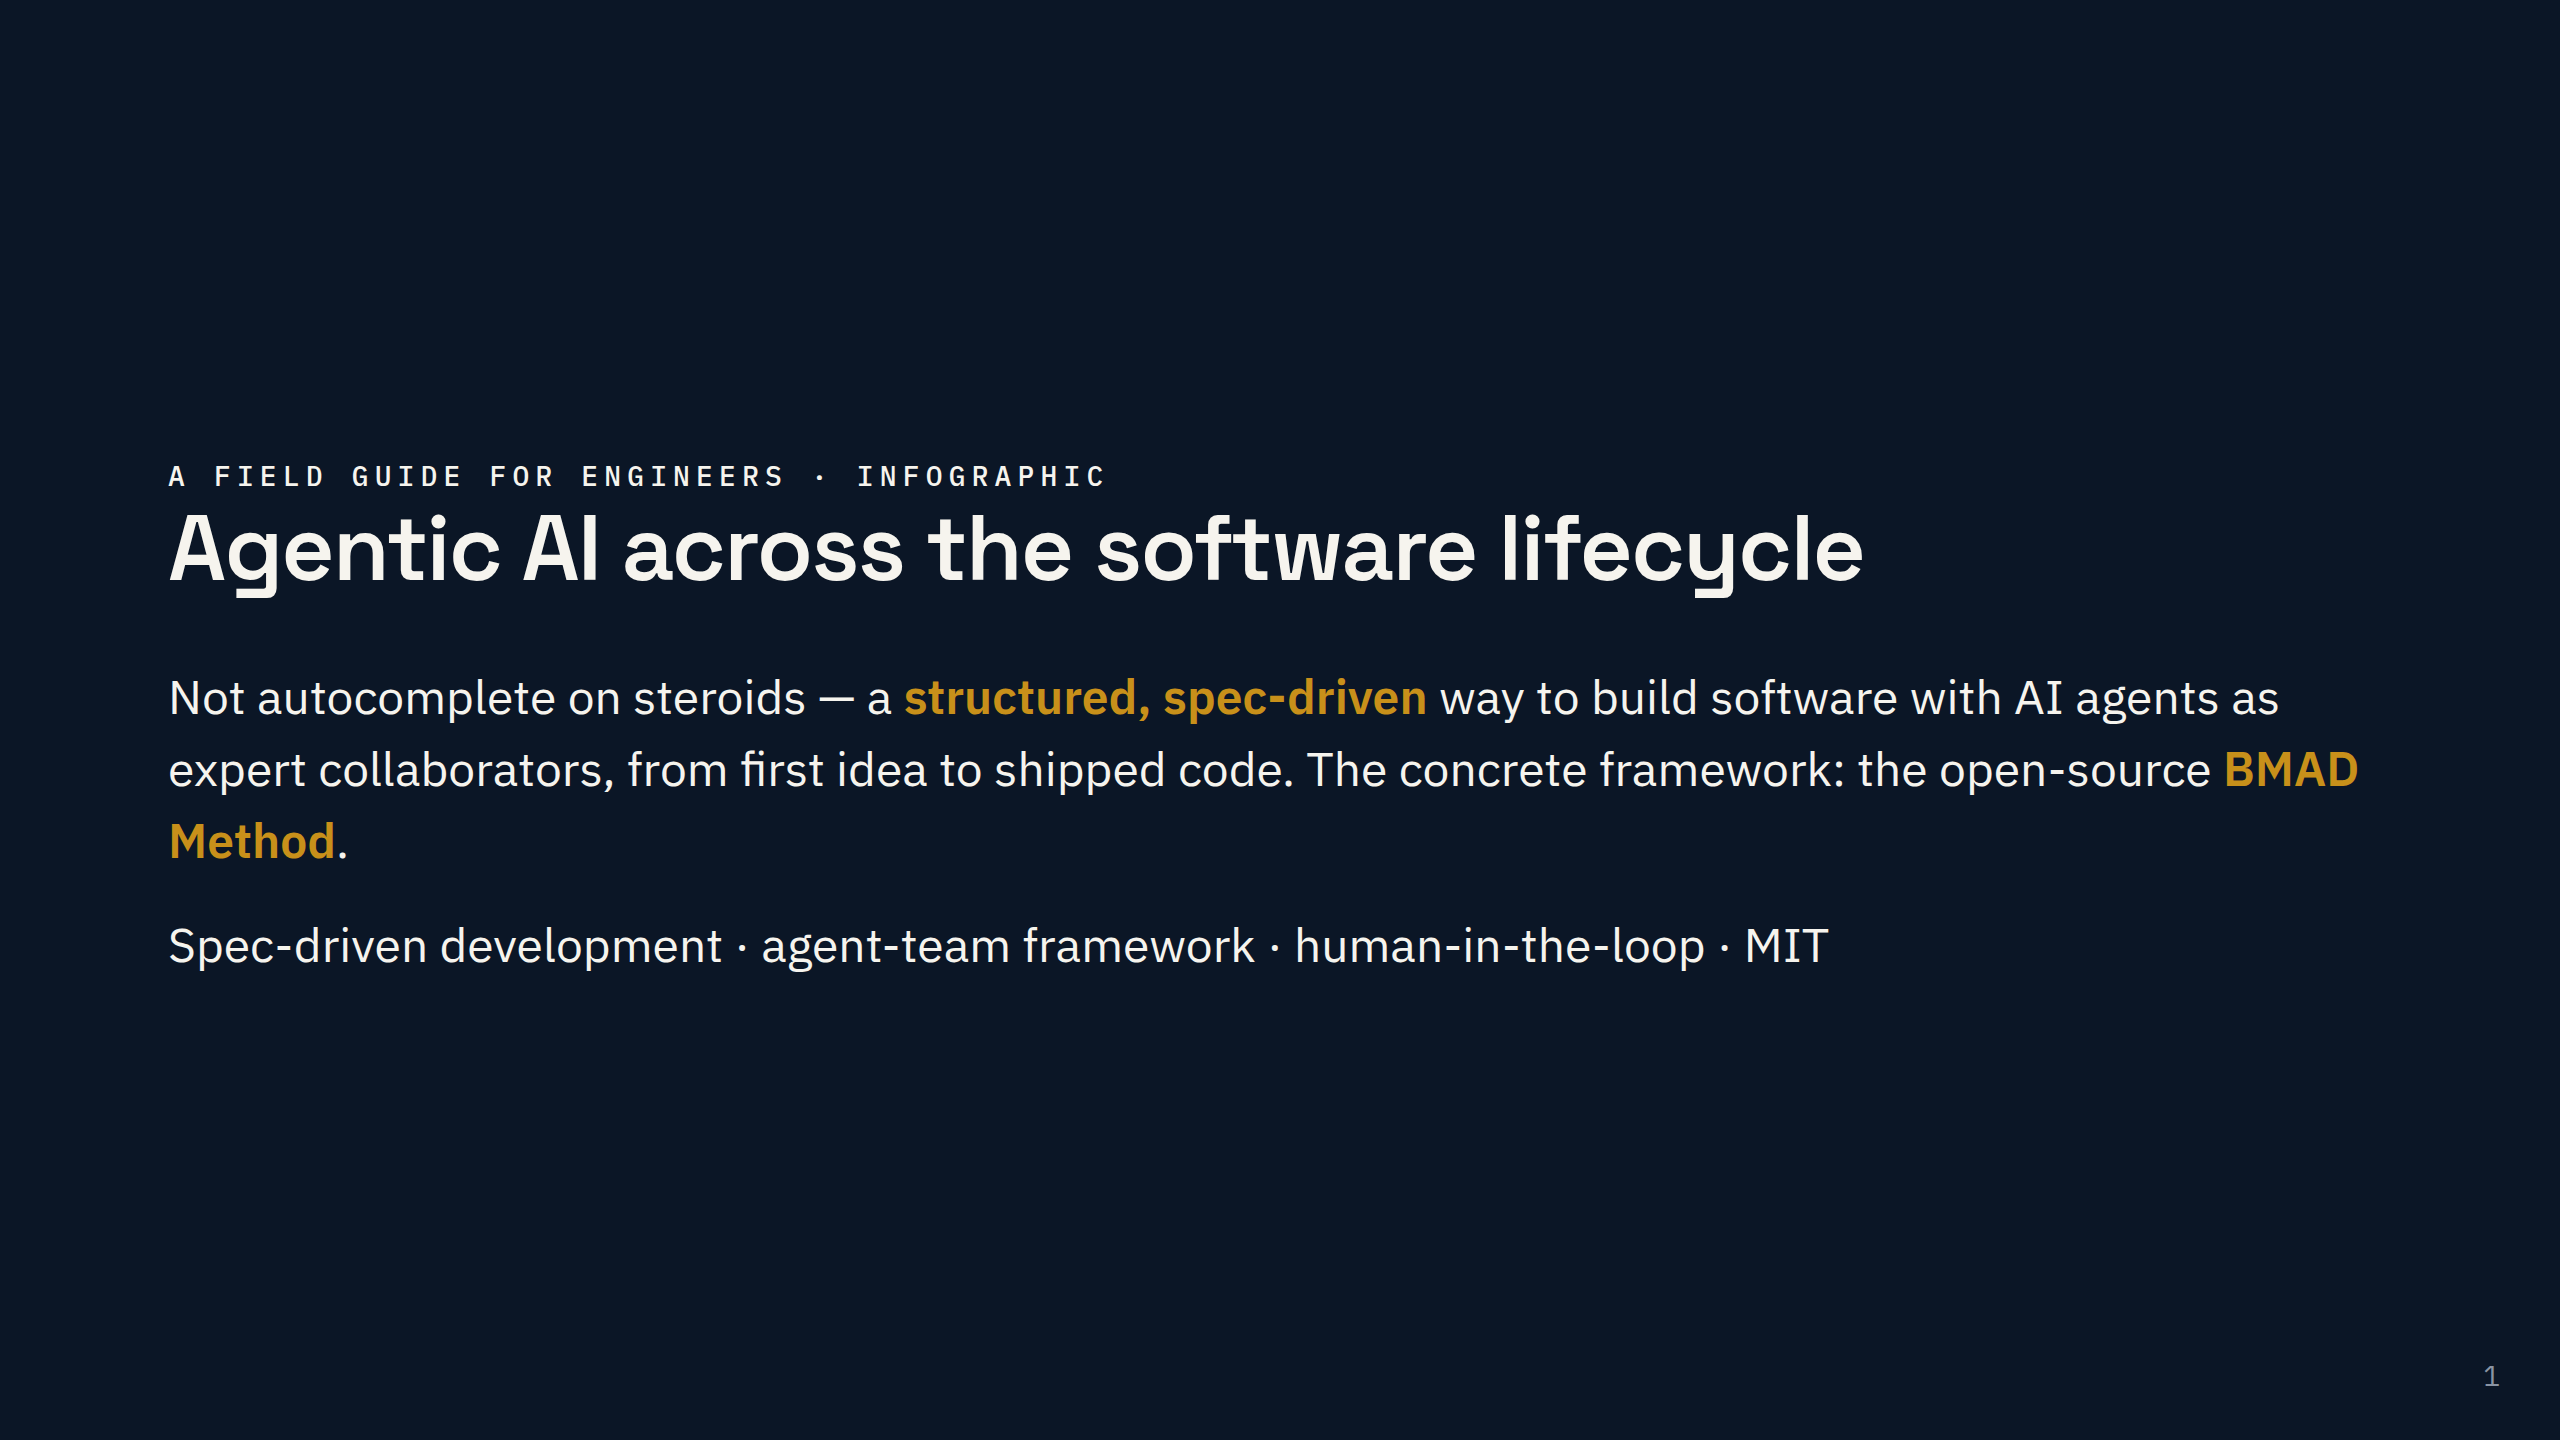 A FIELD GUIDE FOR ENGINEERS · INFOGRAPHIC
Agentic AI across the software lifecycle
Not autocomplete on steroids — a structured, spec-driven way to build software with AI agents as
expert collaborators, from first idea to shipped code. The concrete framework: the open-source BMAD
Method.
Spec-driven development · agent-team framework · human-in-the-loop · MIT
1